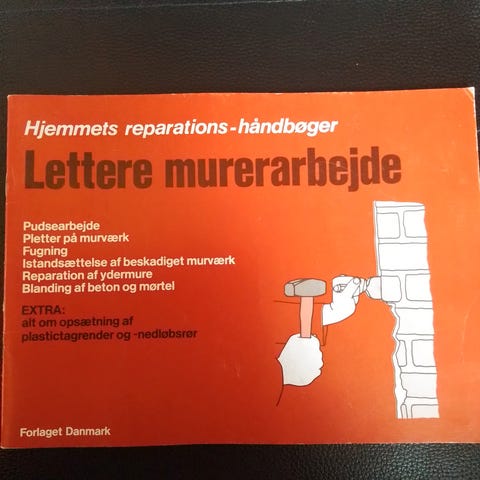 Hjemmets reparations-håndbøger
Lettere murerarbejde
Pudsearbejde
Pletter på murværk
Fugning
Istandsættelse af beskadiget murværk
Reparation af ydermure
Blanding af beton og mørtel
EXTRA:
alt om opsætning af
plastictagrender og -nedløbsrør
Forlaget Danmark